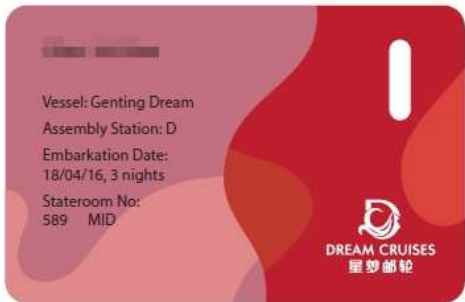 Vessel: Genting Dream
Assembly Station: D
Embarkation Date:
18/04/16, 3 nights
Stateroom No:
589 MID
DREAM CRUISES
星梦邮轮